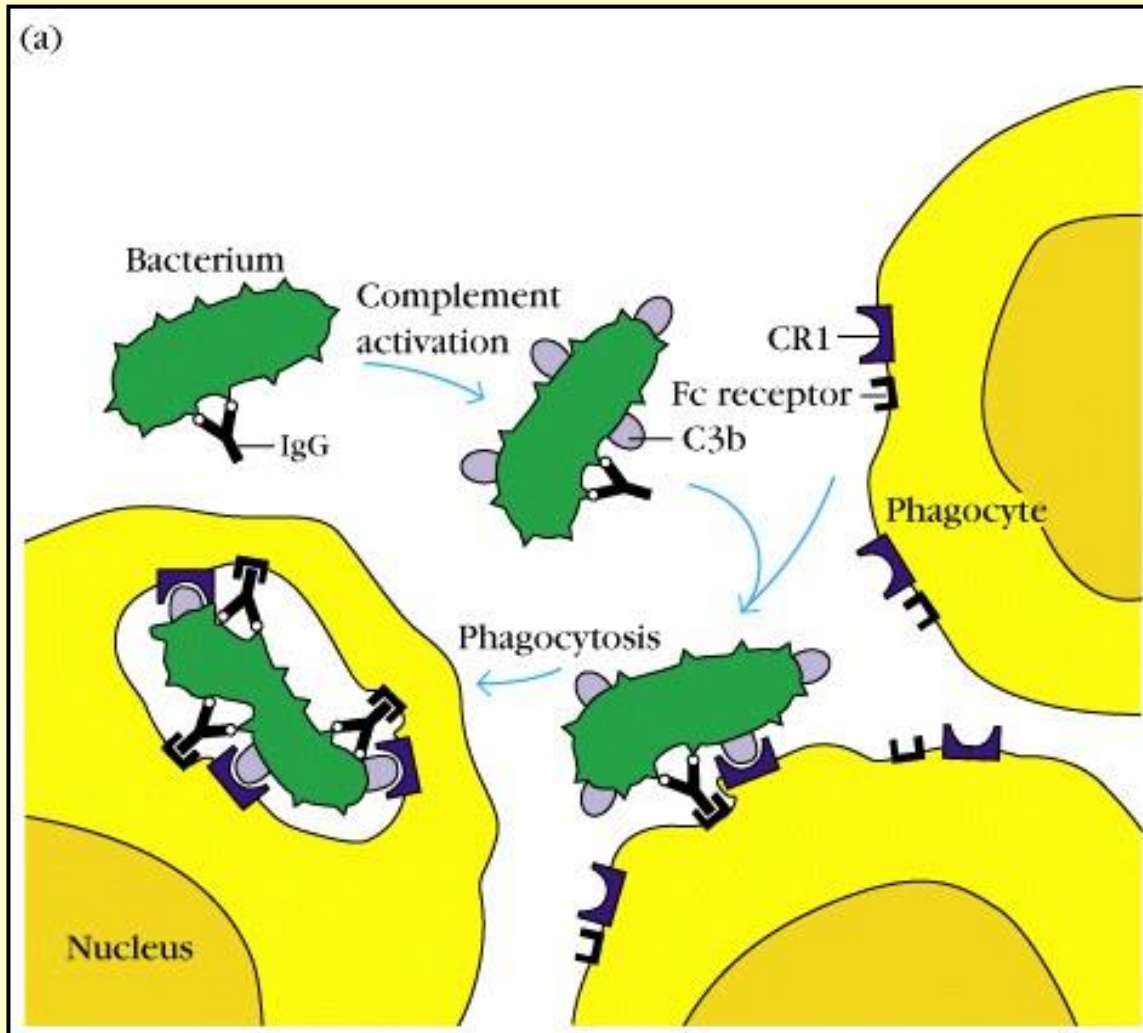 (a)
Bacterium
Complement
activation
IgG
CR1
Fc receptor
C3b
Phagocyte
Phagocytosis
Nucleus